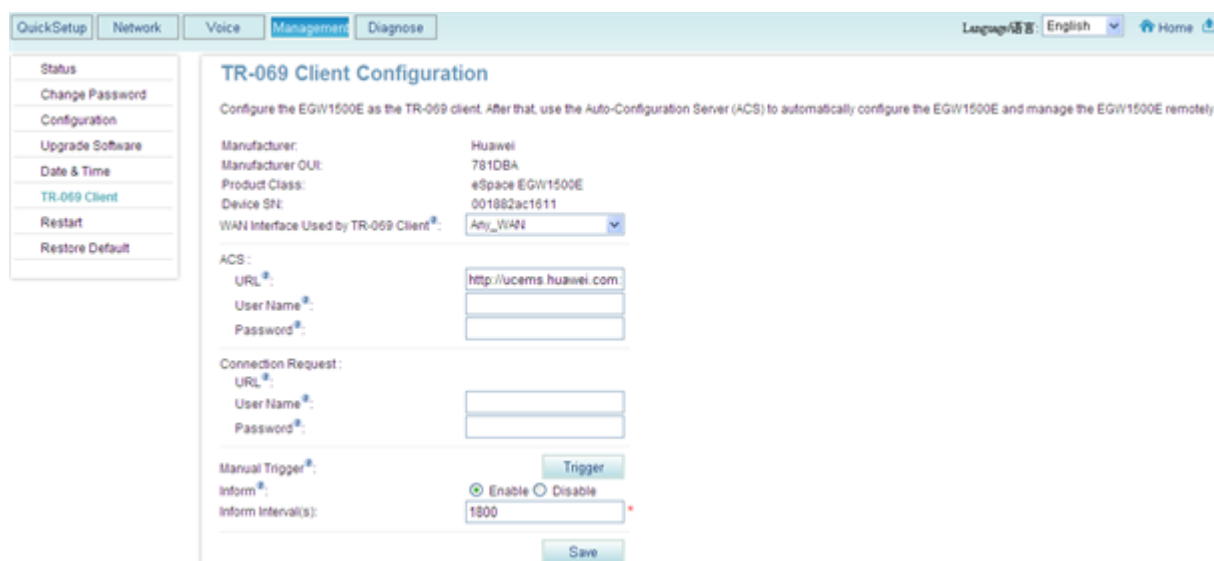 QuickSetup Network Voice Management Diagnose Language/语言: English Home
Status
Change Password
Configuration
Upgrade Software
Date & Time
TR-069 Client
Restart
Restore Default
TR-069 Client Configuration
Configure the EGW1500E as the TR-069 client. After that, use the Auto-Configuration Server (ACS) to automatically configure the EGW1500E and manage the EGW1500E remotely
Manufacturer: Huawei
Manufacturer OUI: 781DBA
Product Class: eSpace EGW1500E
Device SN: 001882ac1611
WAN Interface Used by TR-069 Client: Any_WAN
ACS :
URL: http://ucems.huawei.com:
User Name:
Password:
Connection Request :
URL:
User Name:
Password:
Manual Trigger: Trigger
Inform: Enable Disable
Inform Interval(s): 1800 *
Save